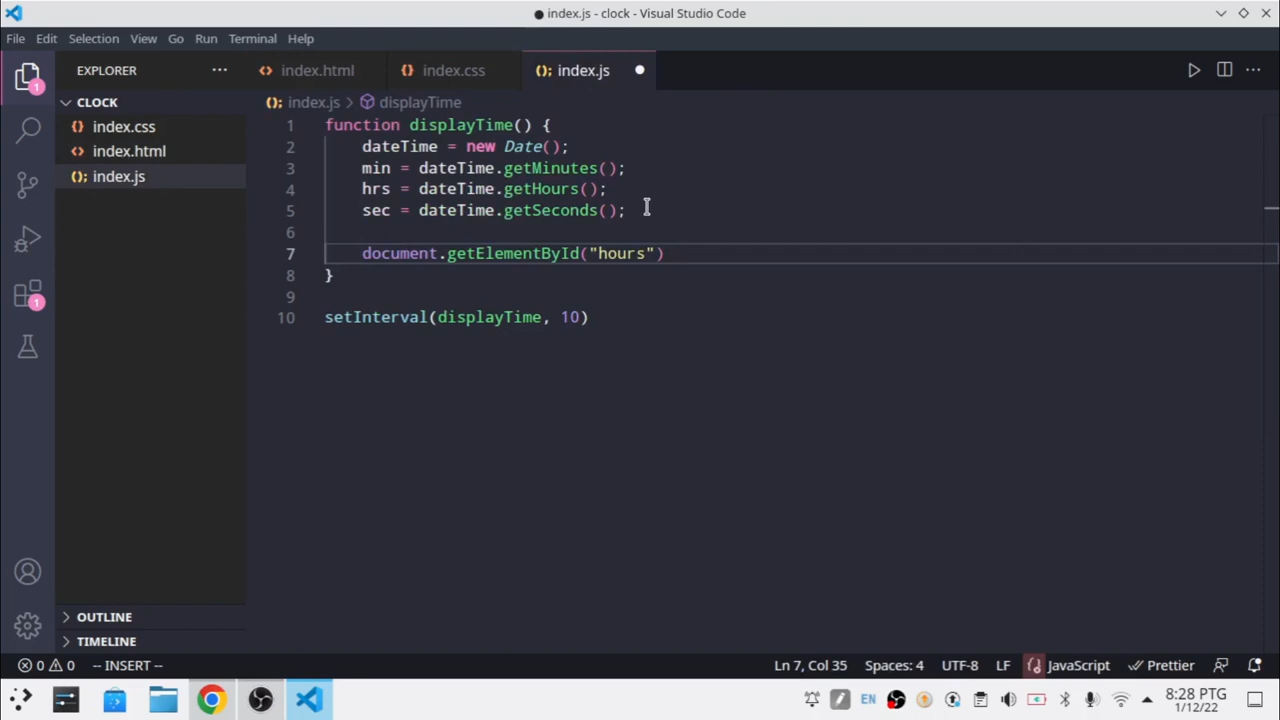 ● index.js - clock - Visual Studio Code
File Edit Selection View Go Run Terminal Help
EXPLORER ···
index.html
index.css
index.js ●
1
CLOCK
index.css
index.html
index.js
index.js > displayTime
1 function displayTime() {
2 dateTime = new Date();
3 min = dateTime.getMinutes();
4 hrs = dateTime.getHours();
5 sec = dateTime.getSeconds();
6
7 document.getElementById("hours")
8 }
9
10 setInterval(displayTime, 10)
1
OUTLINE
TIMELINE
0 0 -- INSERT -- Ln 7, Col 35 Spaces: 4 UTF-8 LF JavaScript Prettier
EN 8:28 PTG
1/12/22